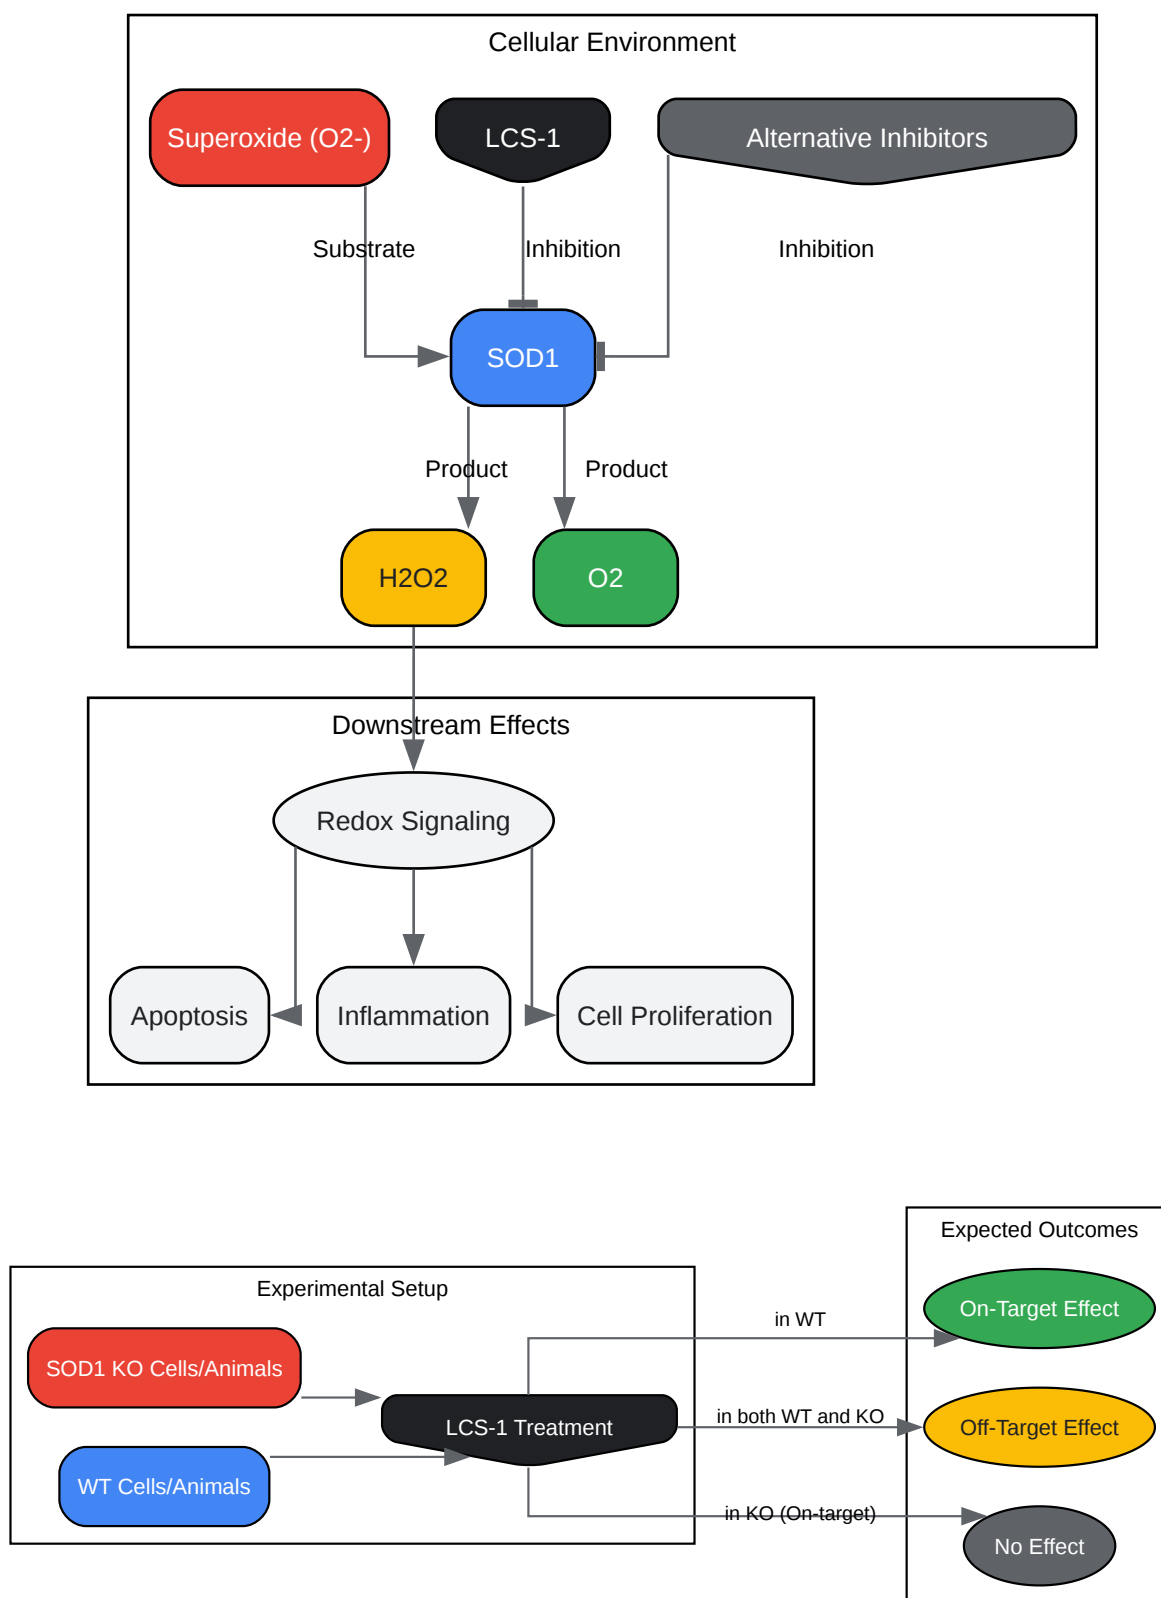 Cellular Environment
Superoxide (O2-)
LCS-1
Alternative Inhibitors
Substrate
Inhibition
Inhibition
SOD1
Product
Product
H2O2
O2
Downstream Effects
Redox Signaling
Apoptosis
Inflammation
Cell Proliferation
Expected Outcomes
Experimental Setup
On-Target Effect
in WT
SOD1 KO Cells/Animals
LCS-1 Treatment
in both WT and KO
Off-Target Effect
WT Cells/Animals
in KO (On-target)
No Effect